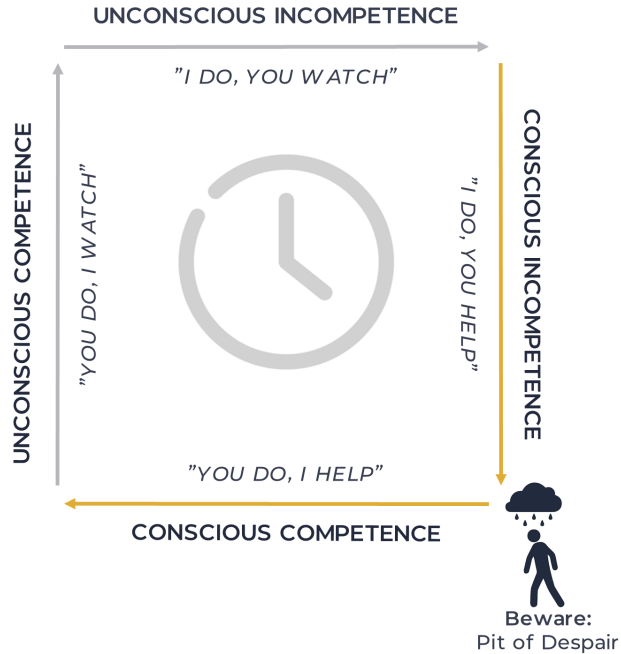 UNCONSCIOUS INCOMPETENCE
”I DO, YOU WATCH”
CONSCIOUS INCOMPETENCE
”I DO, YOU HELP”
”YOU DO, I HELP”
CONSCIOUS COMPETENCE
UNCONSCIOUS COMPETENCE
”YOU DO, I WATCH”
Beware:
Pit of Despair